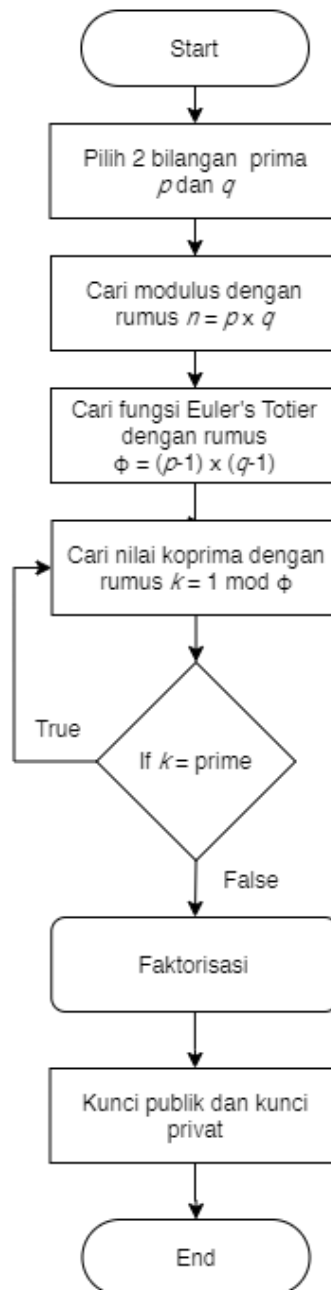 Start
Pilih 2 bilangan prima
p dan q
Cari modulus dengan
rumus n = p x q
Cari fungsi Euler's Totier
dengan rumus
ϕ = (p-1) x (q-1)
Cari nilai koprima dengan
rumus k = 1 mod ϕ
True
If k = prime
False
Faktorisasi
Kunci publik dan kunci
privat
End